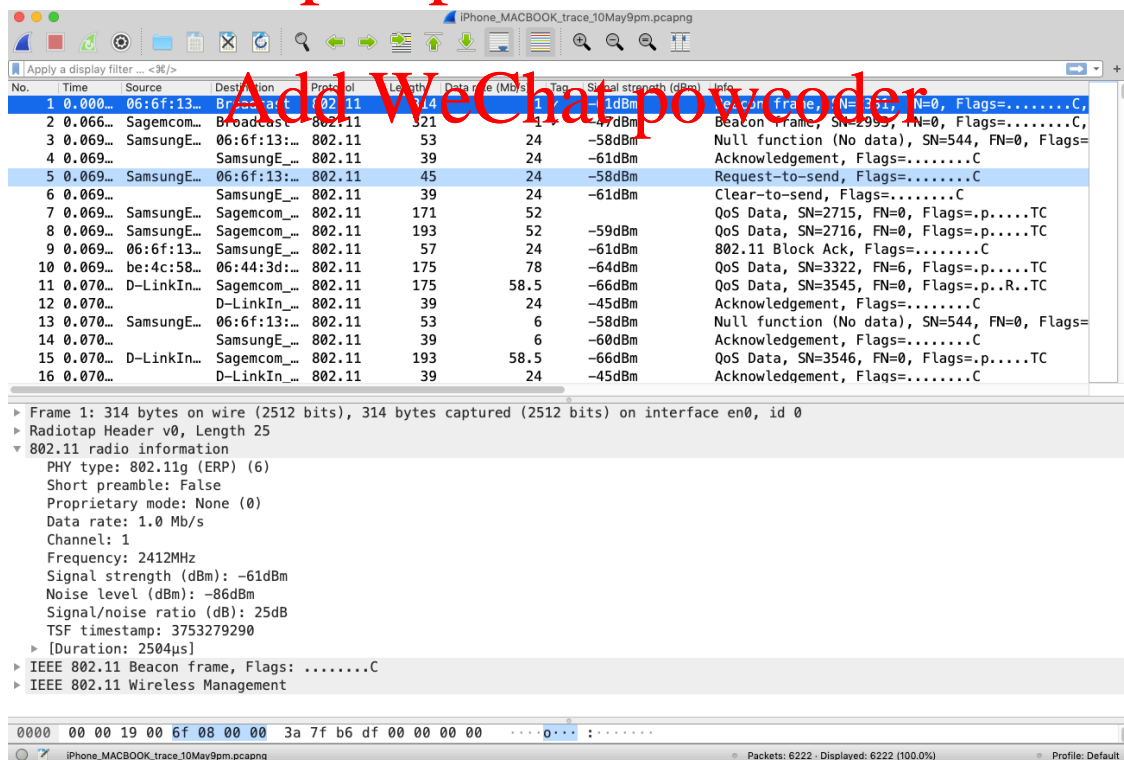 iPhone_MACBOOK_trace_10May9pm.pcapng
Apply a display filter ... <⌘/>
Add WeChat powcoder
No. Time Source Destination Protocol Length Data rate (Mb/s) Tag Signal strength (dBm) Info
1 0.000… 06:6f:13… Broadcast 802.11 314 1 ✓ -61dBm Beacon frame, FN=0, Flags=........C,
2 0.066… Sagemcom… Broadcast 802.11 321 1 ✓ -47dBm Beacon frame, SN=2993, FN=0, Flags=........C,
3 0.069… SamsungE… 06:6f:13:… 802.11 53 24 -58dBm Null function (No data), SN=544, FN=0, Flags=
4 0.069… SamsungE_… 802.11 39 24 -61dBm Acknowledgement, Flags=........C
5 0.069… SamsungE… 06:6f:13:… 802.11 45 24 -58dBm Request-to-send, Flags=........C
6 0.069… SamsungE_… 802.11 39 24 -61dBm Clear-to-send, Flags=........C
7 0.069… SamsungE… Sagemcom_… 802.11 171 52 QoS Data, SN=2715, FN=0, Flags=.p.....TC
8 0.069… SamsungE… Sagemcom_… 802.11 193 52 -59dBm QoS Data, SN=2716, FN=0, Flags=.p.....TC
9 0.069… 06:6f:13… SamsungE_… 802.11 57 24 -61dBm 802.11 Block Ack, Flags=........C
10 0.069… be:4c:58… 06:44:3d:… 802.11 175 78 -64dBm QoS Data, SN=3322, FN=6, Flags=.p.....TC
11 0.070… D-LinkIn… Sagemcom_… 802.11 175 58.5 -66dBm QoS Data, SN=3545, FN=0, Flags=.p..R..TC
12 0.070… D-LinkIn_… 802.11 39 24 -45dBm Acknowledgement, Flags=........C
13 0.070… SamsungE… 06:6f:13:… 802.11 53 6 -58dBm Null function (No data), SN=544, FN=0, Flags=
14 0.070… SamsungE_… 802.11 39 6 -60dBm Acknowledgement, Flags=........C
15 0.070… D-LinkIn… Sagemcom_… 802.11 193 58.5 -66dBm QoS Data, SN=3546, FN=0, Flags=.p.....TC
16 0.070… D-LinkIn_… 802.11 39 24 -45dBm Acknowledgement, Flags=........C
Frame 1: 314 bytes on wire (2512 bits), 314 bytes captured (2512 bits) on interface en0, id 0
Radiotap Header v0, Length 25
802.11 radio information
PHY type: 802.11g (ERP) (6)
Short preamble: False
Proprietary mode: None (0)
Data rate: 1.0 Mb/s
Channel: 1
Frequency: 2412MHz
Signal strength (dBm): -61dBm
Noise level (dBm): -86dBm
Signal/noise ratio (dB): 25dB
TSF timestamp: 3753279290
[Duration: 2504µs]
IEEE 802.11 Beacon frame, Flags: ........C
IEEE 802.11 Wireless Management
0000 00 00 19 00 6f 08 00 00 3a 7f b6 df 00 00 00 00 ····o··· :·······
iPhone_MACBOOK_trace_10May9pm.pcapng Packets: 6222 · Displayed: 6222 (100.0%) Profile: Default